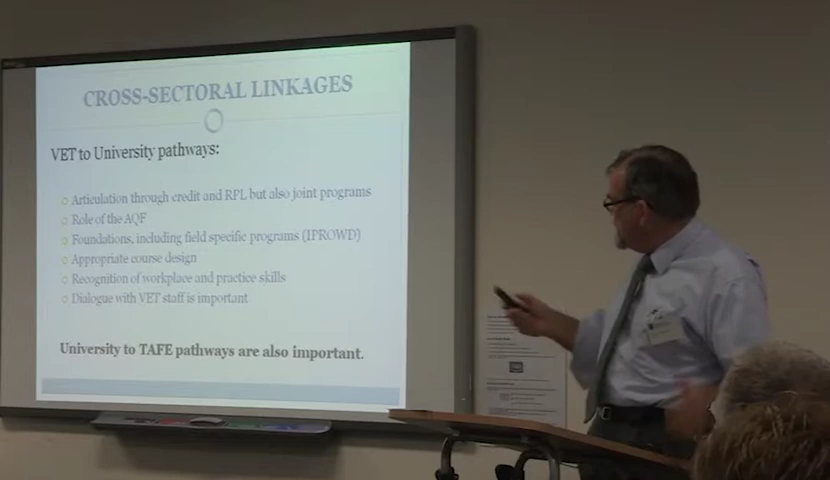 CROSS-SECTORAL LINKAGES
VET to University pathways:
Articulation through credit and RPL but also joint programs
Role of the AQF
Foundations, including field specific programs (IPROWD)
Appropriate course design
Recognition of workplace and practice skills
Dialogue with VET staff is important
University to TAFE pathways are also important.